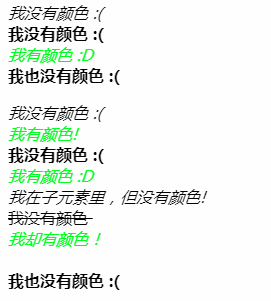 我没有颜色 :(
我没有颜色 :(
我有颜色 :D
我也没有颜色 :(
我没有颜色 :(
我有颜色!
我没有颜色 :(
我有颜色 :D
我在子元素里，但没有颜色!
我没有颜色
我却有颜色！
我也没有颜色 :(